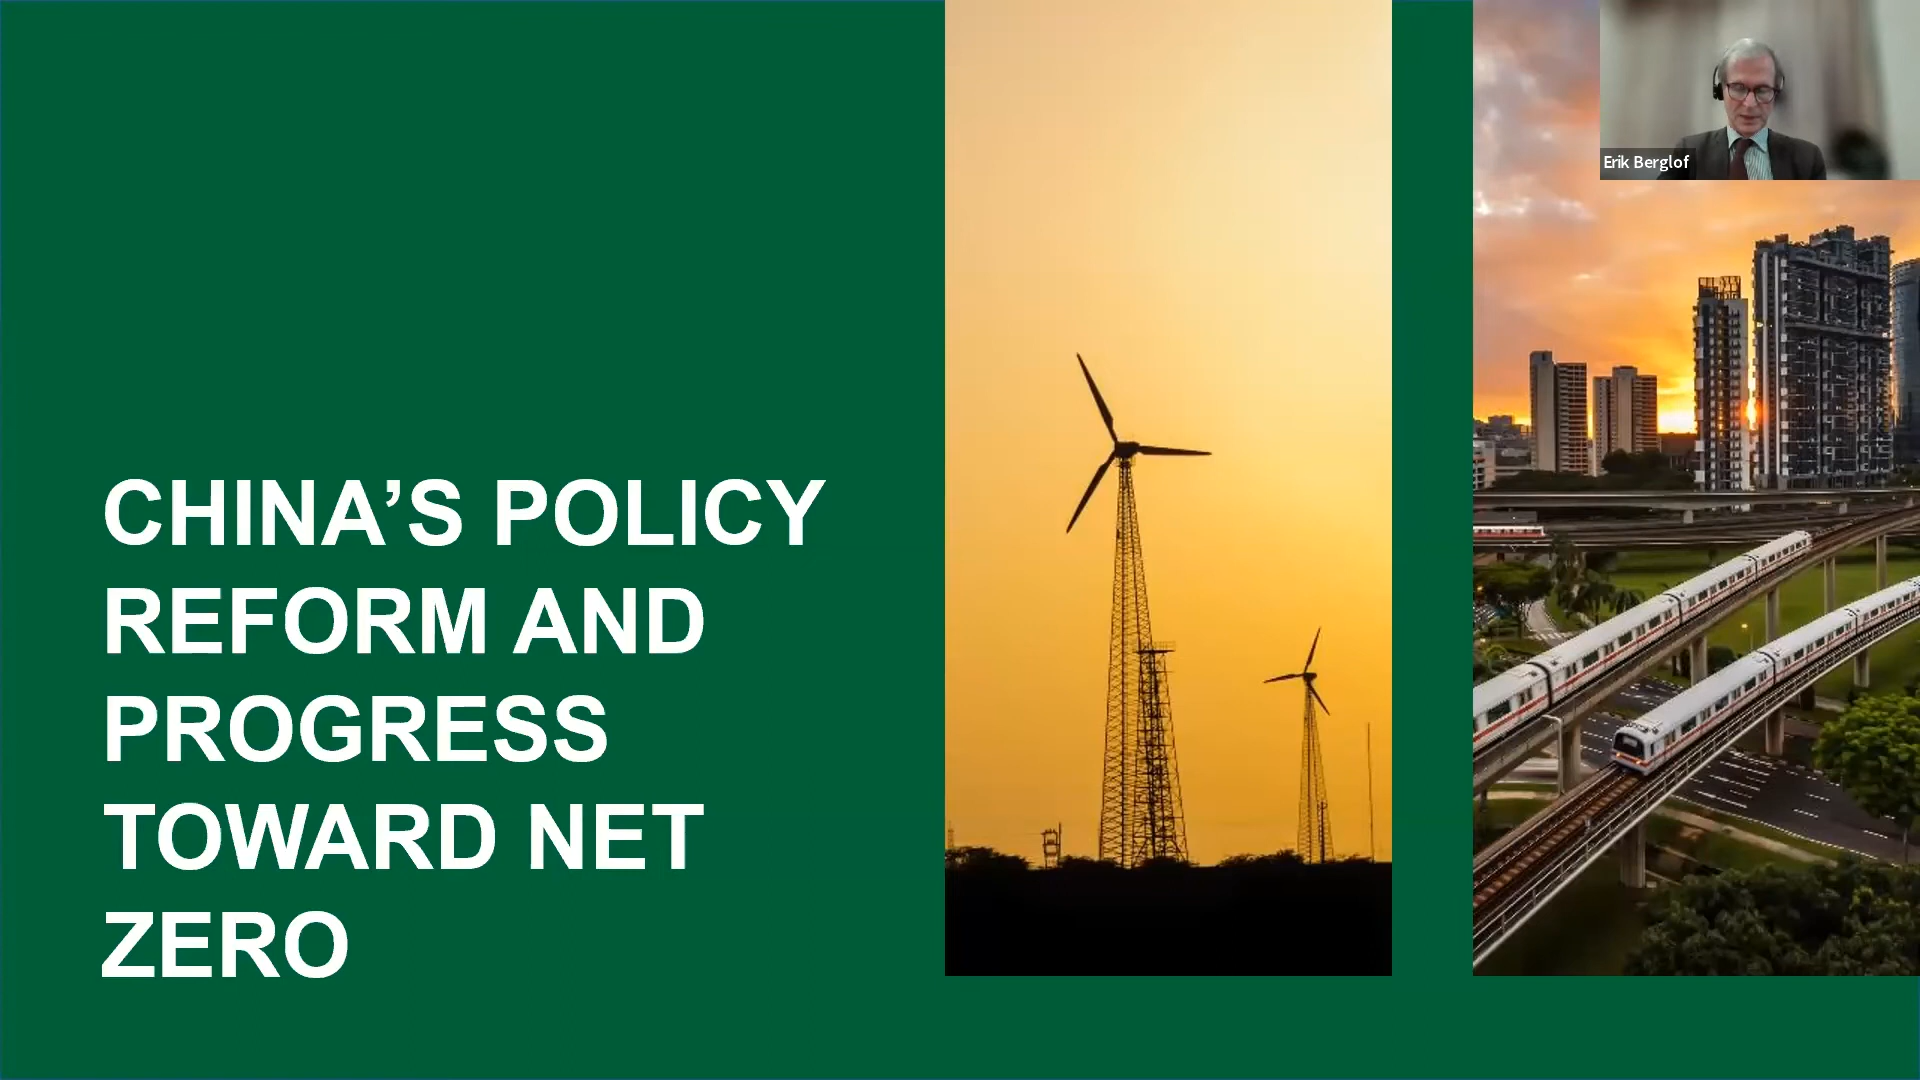 CHINA’S POLICY
REFORM AND
PROGRESS
TOWARD NET
ZERO
Erik Berglof